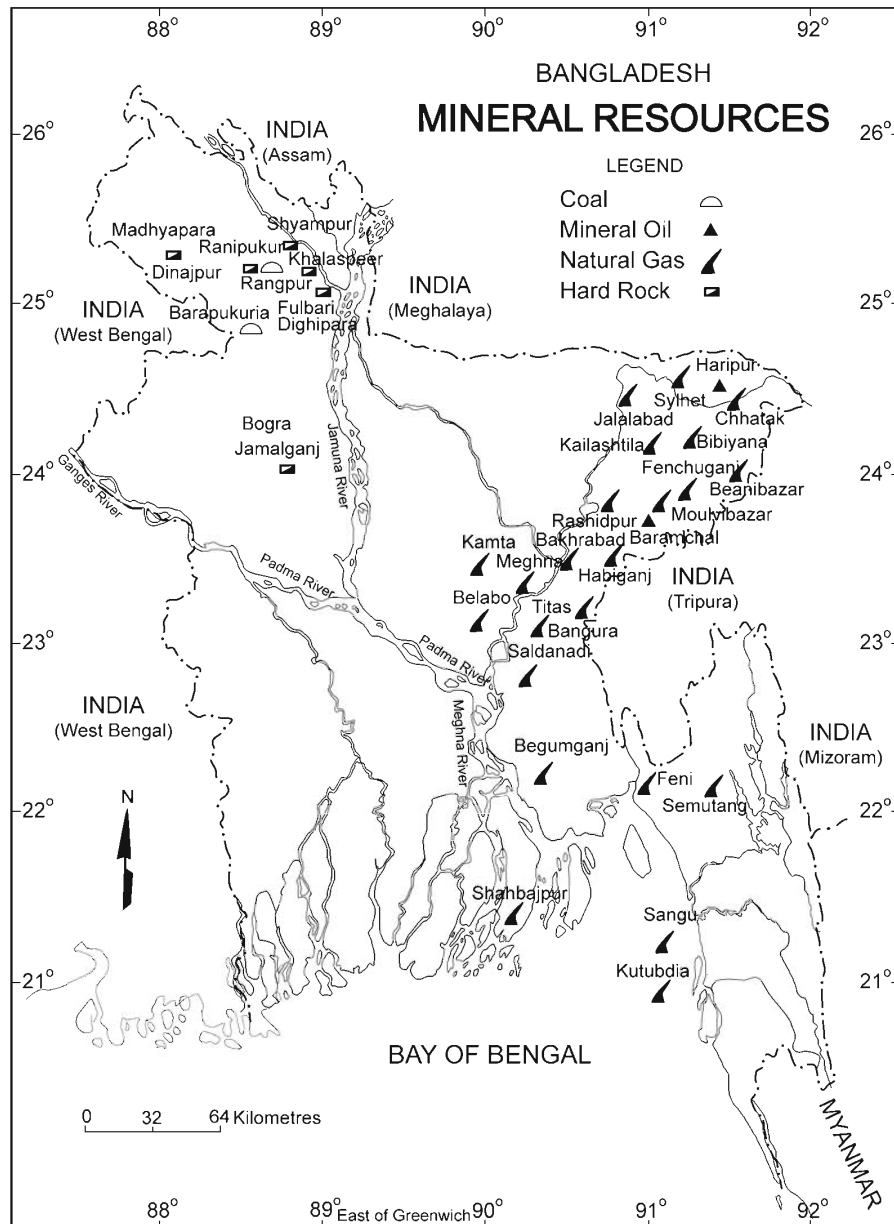 88° 89° 90° 91° 92°
BANGLADESH
MINERAL RESOURCES
26° 26°
INDIA
(Assam)
LEGEND
Coal
Mineral Oil
Natural Gas
Hard Rock
Madhyapara
Shyampur
Ranipukur
Khalaspeer
Dinajpur
Rangpur
25° 25°
INDIA
(West Bengal)
Barapukuria
Fulbari
Dighipara
INDIA
(Meghalaya)
Haripur
Sylhet
Jalalabad
Chhatak
Bogra
Jamalganj
Kailashtila
Bibiyana
24° 24°
Ganges River
Jamuna River
Fenchuganj
Beanibazar
Rashidpur
Moulvibazar
Kamta
Bakhrabad
Baramchal
Meghna
Habiganj
Padma River
Belabo
Titas
INDIA
(Tripura)
23° 23°
Bangura
Padma River
Saldanadi
INDIA
(West Bengal)
Meghna River
INDIA
(Mizoram)
Begumganj
Feni
Semutang
N
22° 22°
Shahbajpur
Sangu
Kutubdia
21° 21°
BAY OF BENGAL
0 32 64 Kilometres
MYANMAR
88° 89° 90° 91° 92°
East of Greenwich